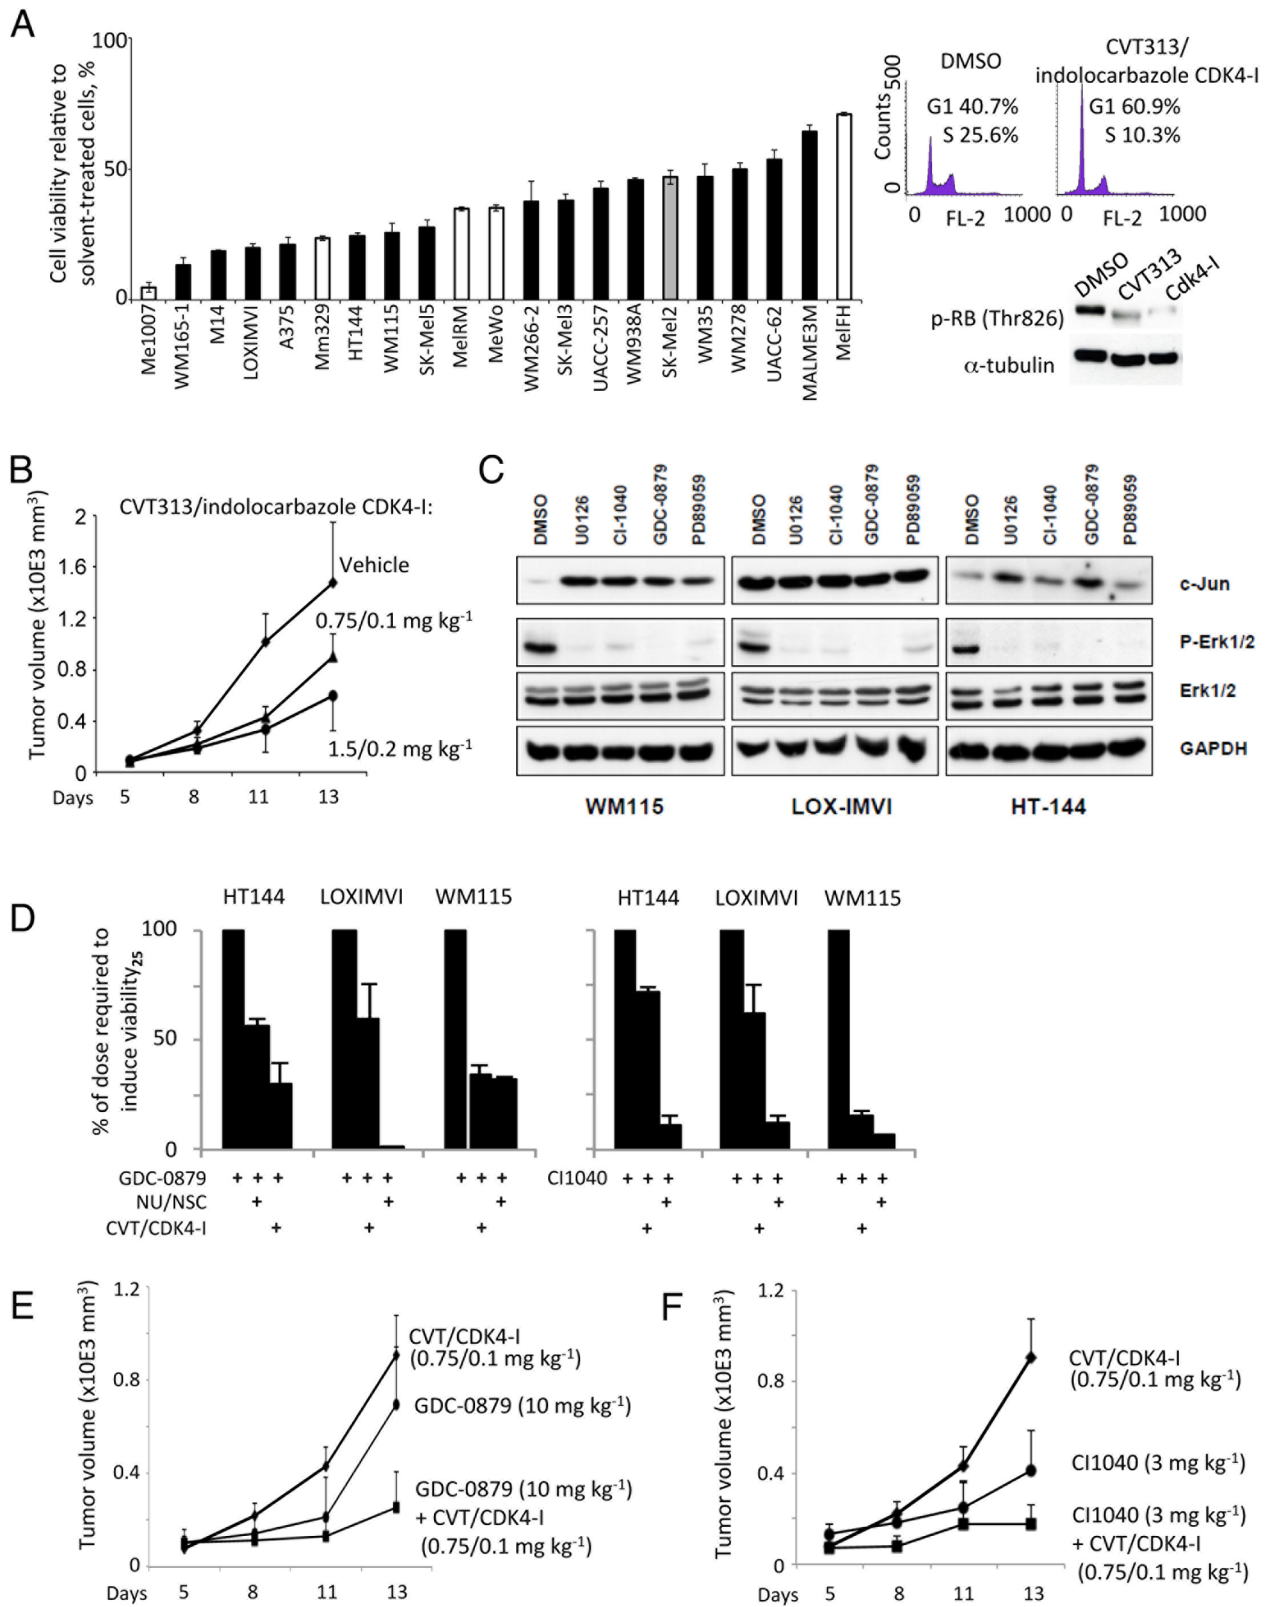 A
Cell viability relative to
solvent-treated cells, %
100
50
0
Me1007
WM165-1
M14
LOXIMVI
A375
Mm329
HT144
WM115
SK-Mel5
MelRM
MeWo
WM266-2
SK-Mel3
UACC-257
WM938A
SK-Mel2
WM35
WM278
UACC-62
MALME3M
MelFH
Counts
500
0
DMSO
G1 40.7%
S 25.6%
0 FL-2 1000
CVT313/
indolocarbazole CDK4-I
G1 60.9%
S 10.3%
0 FL-2 1000
DMSO
CVT313
Cdk4-I
p-RB (Thr826)
α-tubulin
B
CVT313/indolocarbazole CDK4-I:
Tumor volume (x10E3 mm³)
2
1.6
1.2
0.8
0.4
0
Vehicle
0.75/0.1 mg kg⁻¹
1.5/0.2 mg kg⁻¹
Days 5 8 11 13
C
DMSO
U0126
CI-1040
GDC-0879
PD89059
DMSO
U0126
CI-1040
GDC-0879
PD89059
DMSO
U0126
CI-1040
GDC-0879
PD89059
c-Jun
P-Erk1/2
Erk1/2
GAPDH
WM115 LOX-IMVI HT-144
D
% of dose required to
induce viability₂₅
HT144 LOXIMVI WM115
100
50
0
GDC-0879 + + + + + + + + +
NU/NSC + + +
CVT/CDK4-I + + +
HT144 LOXIMVI WM115
CI1040 + + + + + + + + +
+ + +
+ + +
E
Tumor volume (x10E3 mm³)
1.2
0.8
0.4
0
CVT/CDK4-I
(0.75/0.1 mg kg⁻¹)
GDC-0879 (10 mg kg⁻¹)
GDC-0879 (10 mg kg⁻¹)
+ CVT/CDK4-I
(0.75/0.1 mg kg⁻¹)
Days 5 8 11 13
F
Tumor volume (x10E3 mm³)
1.2
0.8
0.4
0
CVT/CDK4-I
(0.75/0.1 mg kg⁻¹)
CI1040 (3 mg kg⁻¹)
CI1040 (3 mg kg⁻¹)
+ CVT/CDK4-I
(0.75/0.1 mg kg⁻¹)
Days 5 8 11 13